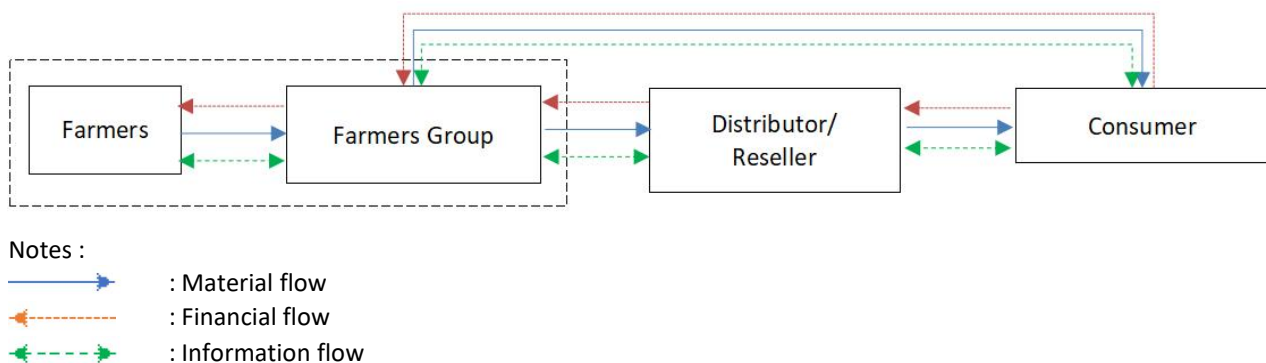 Farmers
Farmers Group
Distributor/
Reseller
Consumer
Notes :
: Material flow
: Financial flow
: Information flow